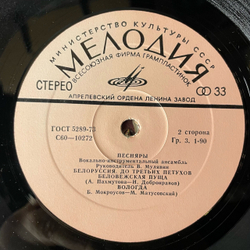 МИНИСТЕРСТВО КУЛЬТУРЫ СССР
МЕЛОДИЯ
ВСЕСОЮЗНАЯ ФИРМА ГРАМПЛАСТИНОК
СТЕРЕО
33
АПРЕЛЕВСКИЙ ОРДЕНА ЛЕНИНА ЗАВОД
ГОСТ 5289-73
С60—10272
2 сторона
Гр. 3. 1-90
ПЕСНЯРЫ
Вокально-инструментальный ансамбль
Руководитель В. Мулявин
БЕЛОРУССИЯ. ДО ТРЕТЬИХ ПЕТУХОВ
БЕЛОВЕЖСКАЯ ПУЩА
(А. Пахмутова—Н. Добронравов)
ВОЛОГДА
(Б. Мокроусов—М. Матусовский)